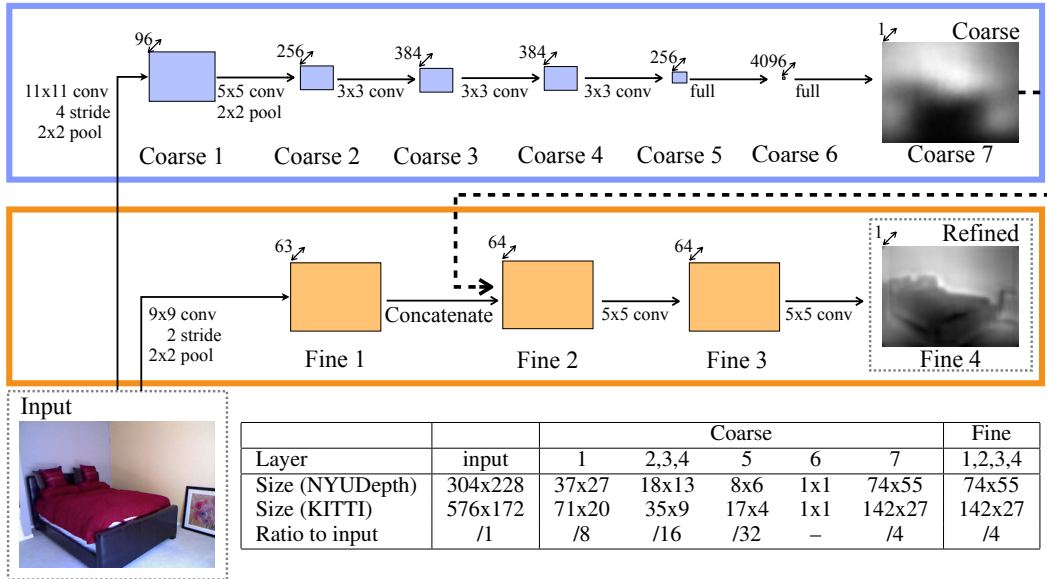 96
256
384
384
256
4096
1
Coarse
11x11 conv
4 stride
2x2 pool
5x5 conv
2x2 pool
3x3 conv
3x3 conv
3x3 conv
full
full
Coarse 1
Coarse 2
Coarse 3
Coarse 4
Coarse 5
Coarse 6
Coarse 7
63
64
64
1
Refined
9x9 conv
2 stride
2x2 pool
Concatenate
5x5 conv
5x5 conv
Fine 1
Fine 2
Fine 3
Fine 4
Input
Coarse Fine
Layer input 1 2,3,4 5 6 7 1,2,3,4
Size (NYUDepth) 304x228 37x27 18x13 8x6 1x1 74x55 74x55
Size (KITTI) 576x172 71x20 35x9 17x4 1x1 142x27 142x27
Ratio to input /1 /8 /16 /32 – /4 /4